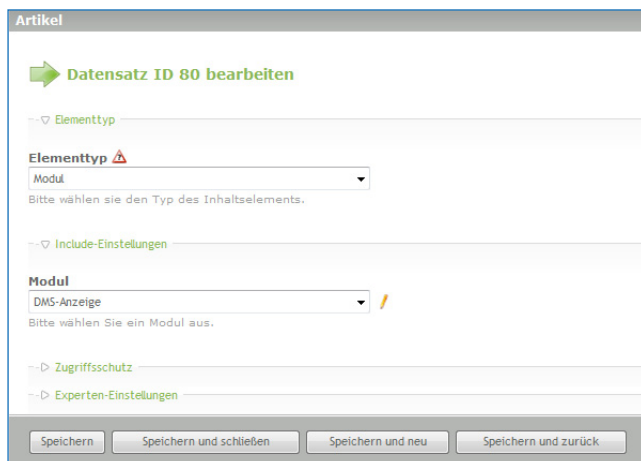 Artikel
Datensatz ID 80 bearbeiten
Elementtyp
Elementtyp
Modul
Bitte wählen sie den Typ des Inhaltselements.
Include-Einstellungen
Modul
DMS-Anzeige
Bitte wählen Sie ein Modul aus.
Zugriffsschutz
Experten-Einstellungen
Speichern Speichern und schließen Speichern und neu Speichern und zurück